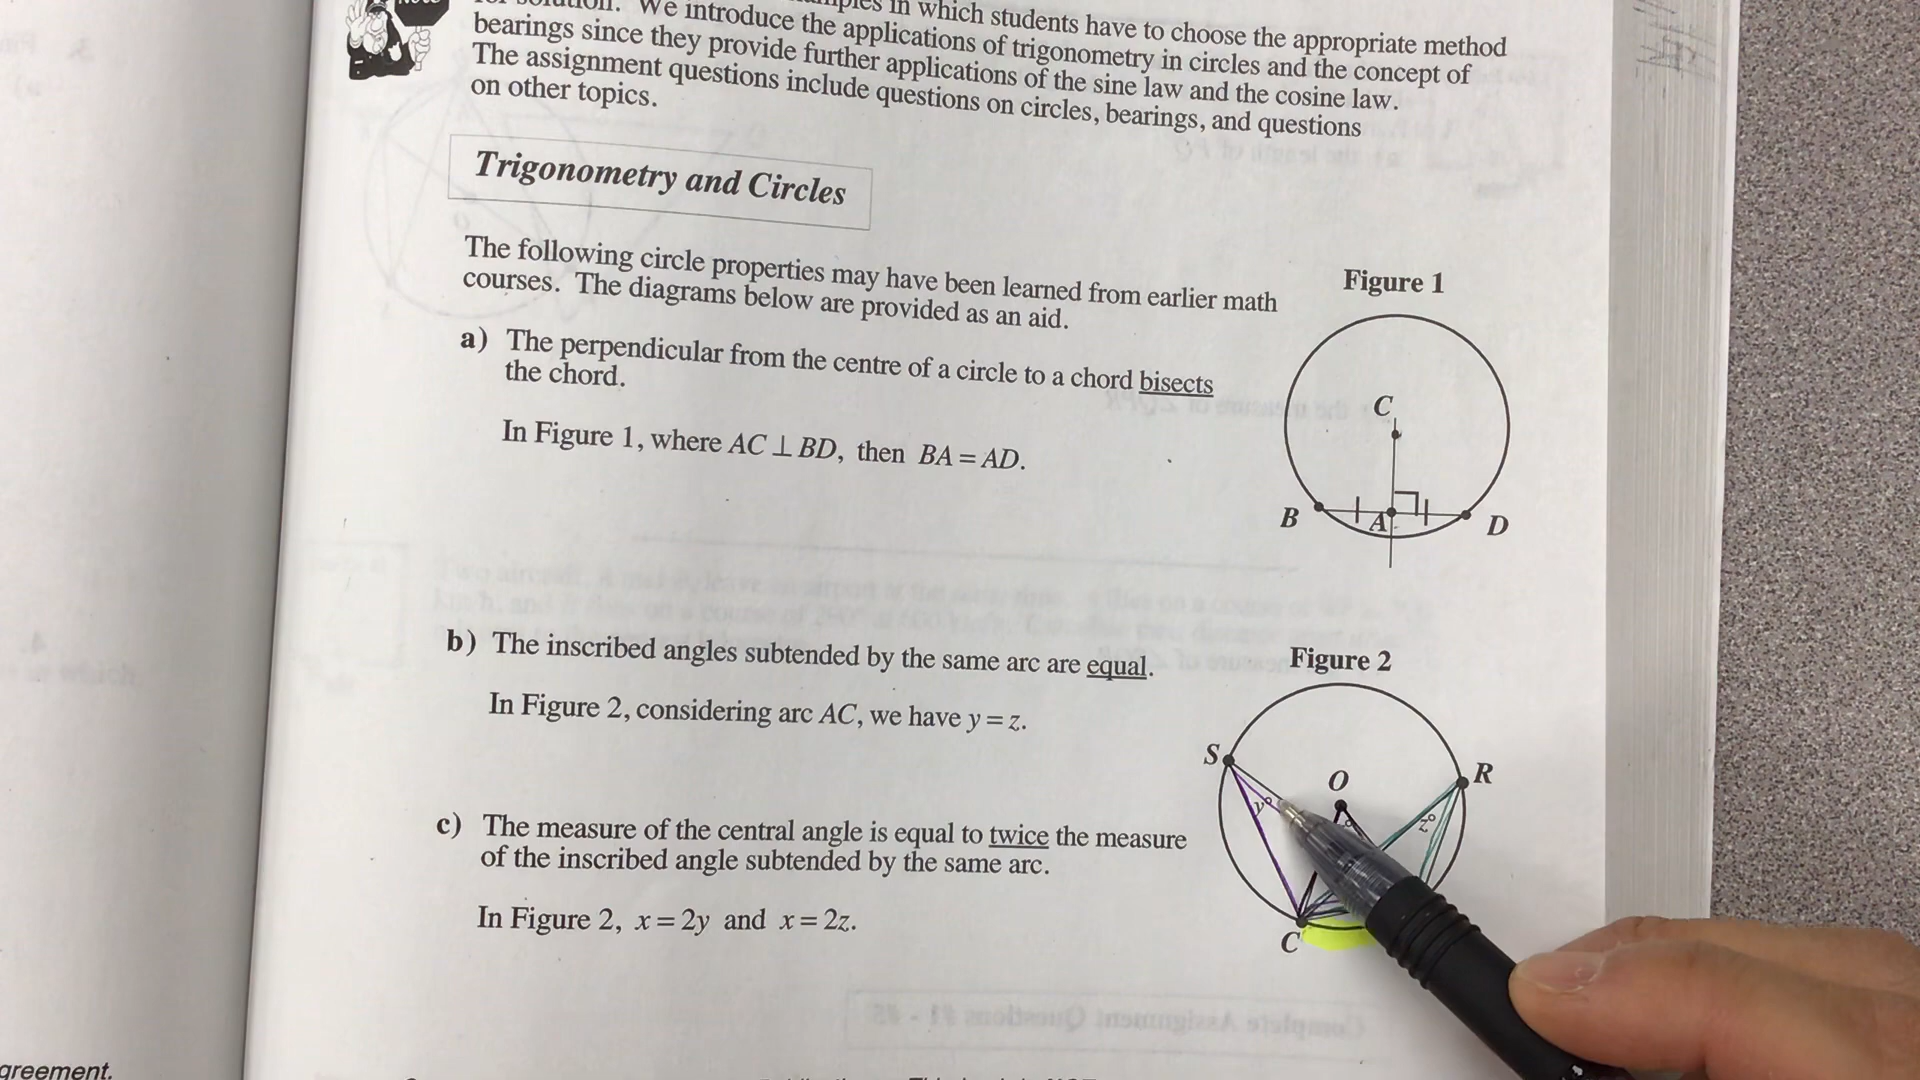 in which students have to choose the appropriate method
We introduce the applications of trigonometry in circles and the concept of
bearings since they provide further applications of the sine law and the cosine law.
The assignment questions include questions on circles, bearings, and questions
on other topics.
Trigonometry and Circles
The following circle properties may have been learned from earlier math
courses. The diagrams below are provided as an aid.
Figure 1
a) The perpendicular from the centre of a circle to a chord bisects
the chord.
In Figure 1, where AC ⊥ BD, then BA = AD.
C
B
A
D
b) The inscribed angles subtended by the same arc are equal.
In Figure 2, considering arc AC, we have y = z.
Figure 2
S
O
R
y°
z°
C
c) The measure of the central angle is equal to twice the measure
of the inscribed angle subtended by the same arc.
In Figure 2, x = 2y and x = 2z.
Complete Assignment Questions #1 - #8
greement.